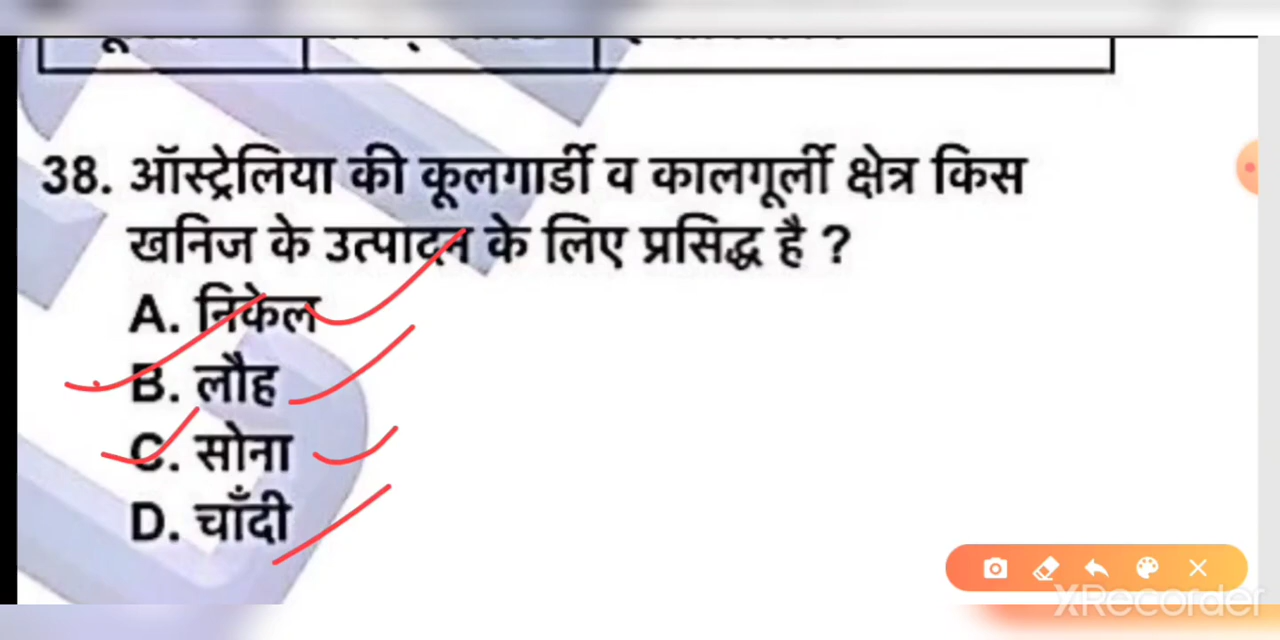 38. ऑस्ट्रेलिया की कूलगार्डी व कालगूर्ली क्षेत्र किस
खनिज के उत्पादन के लिए प्रसिद्ध है ?
A. निकेल
B. लौह
C. सोना
D. चाँदी
XRecorder